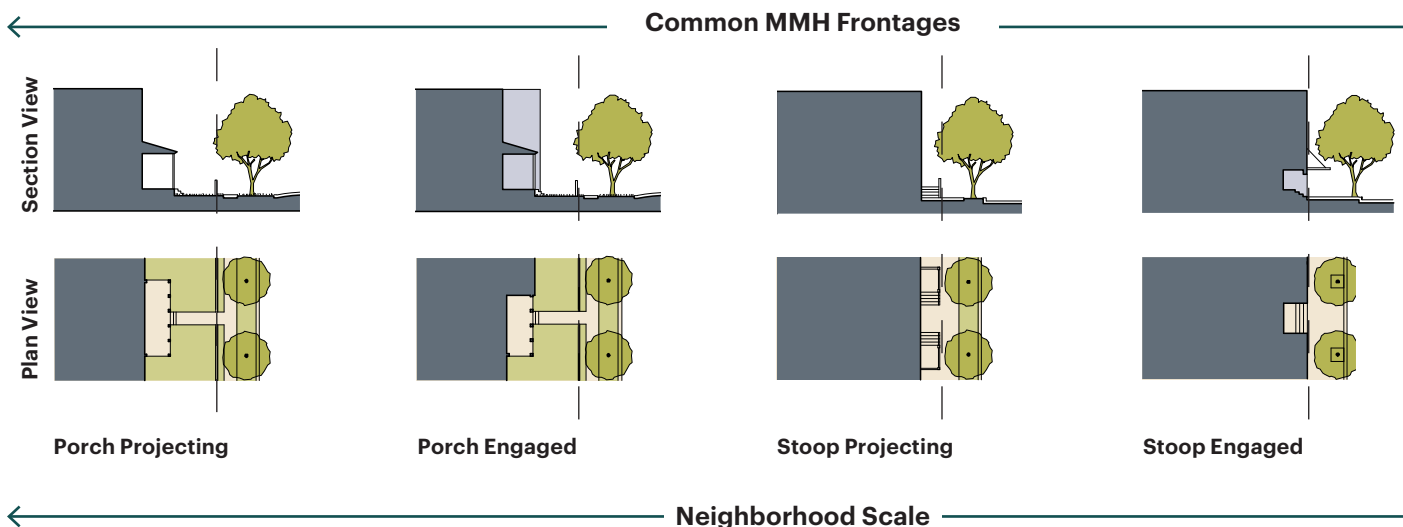 Common MMH Frontages
Section View
Plan View
Porch Projecting
Porch Engaged
Stoop Projecting
Stoop Engaged
Neighborhood Scale